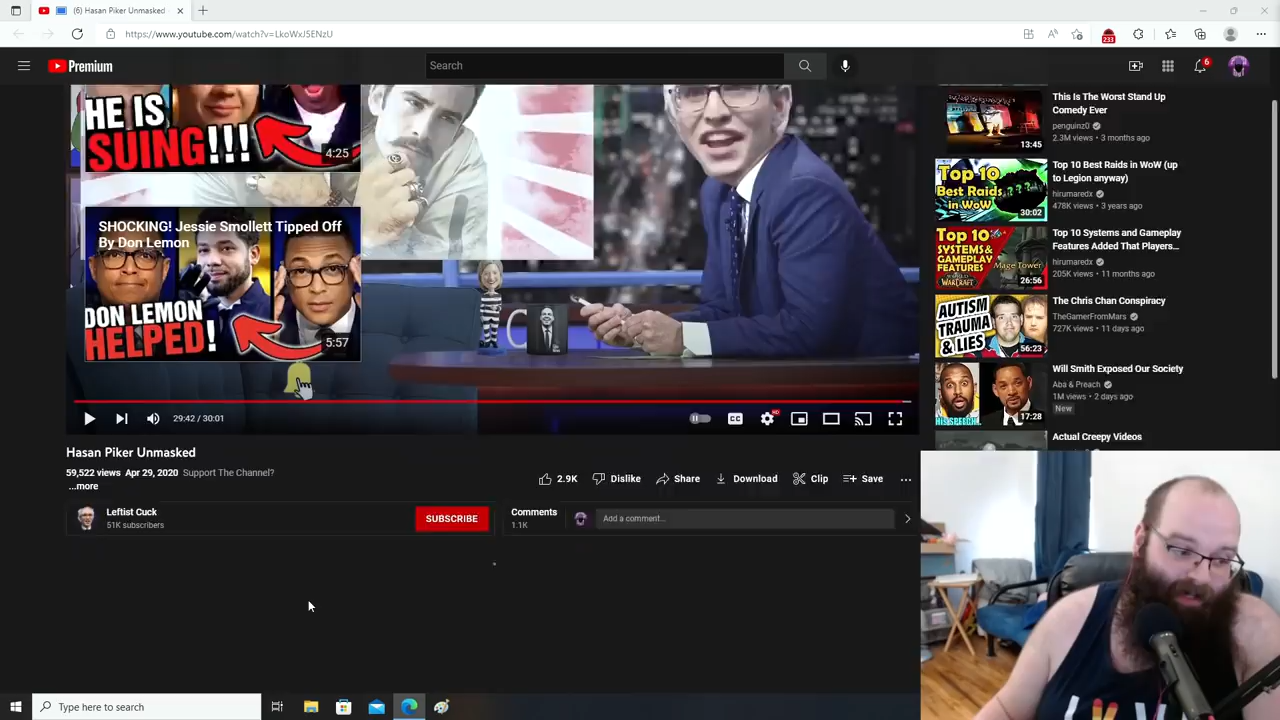 (6) Hasan Piker Unmasked
https://www.youtube.com/watch?v=LkoWxJ5ENzU
233
Premium
Search
6
HE IS
SUING!!!
4:25
SHOCKING! Jessie Smollett Tipped Off
By Don Lemon
DON LEMON
HELPED!
5:57
29:42 / 30:01
CC
HD
Hasan Piker Unmasked
59,522 views Apr 29, 2020 Support The Channel?
...more
2.9K
Dislike
Share
Download
Clip
Save
Leftist Cuck
51K subscribers
SUBSCRIBE
Comments
1.1K
Add a comment...
This Is The Worst Stand Up
Comedy Ever
penguinz0
2.3M views • 3 months ago
13:45
Top 10
Best Raids
in WoW
30:02
Top 10 Best Raids in WoW (up
to Legion anyway)
hirumaredx
478K views • 3 years ago
Top 10
SYSTEMS &
GAMEPLAY
FEATURES
Mage Tower
26:56
Top 10 Systems and Gameplay
Features Added That Players...
hirumaredx
205K views • 11 months ago
AUTISM
TRAUMA
& LIES
56:23
The Chris Chan Conspiracy
TheGamerFromMars
727K views • 11 days ago
HIS SPEECH..
17:28
Will Smith Exposed Our Society
Aba & Preach
1M views • 2 days ago
New
Actual Creepy Videos
Type here to search